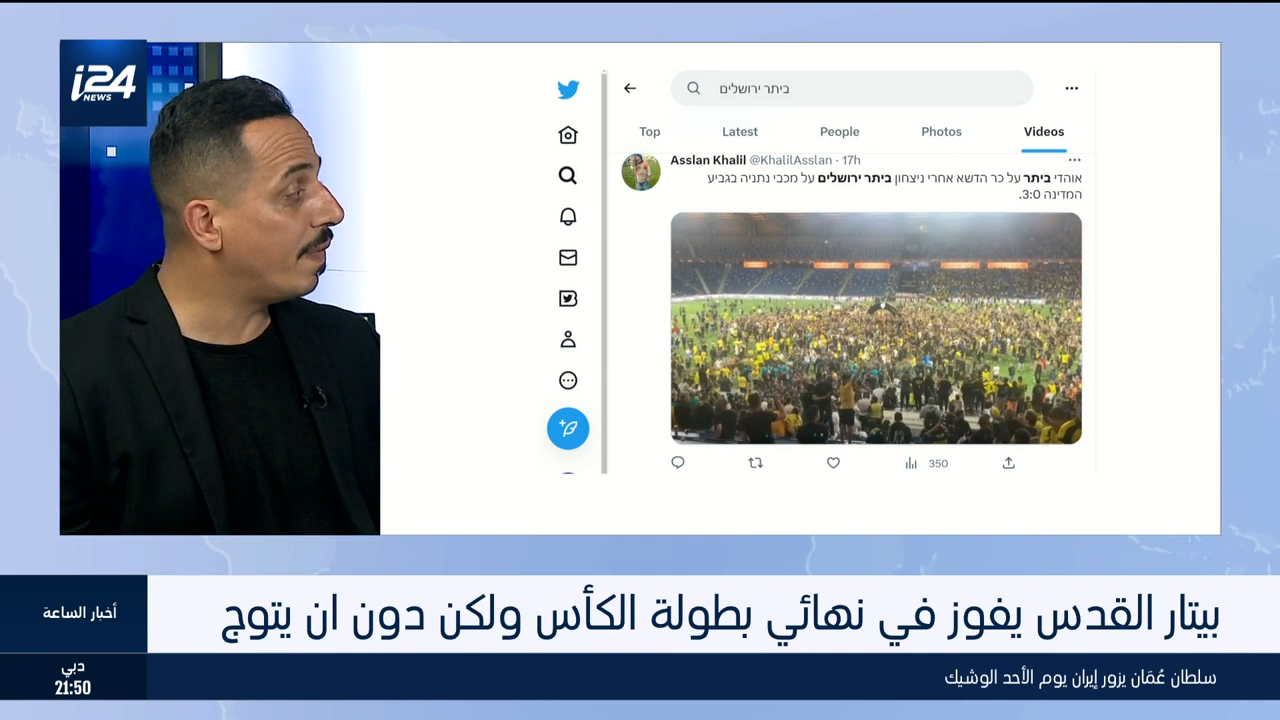 i24
NEWS
ביתר ירושלים
Top Latest People Photos Videos
Asslan Khalil @KhalilAsslan · 17h
אוהדי ביתר על כר הדשא אחרי ניצחון ביתר ירושלים על מכבי נתניה בגביע
המדינה 3:0.
350
بيتار القدس يفوز في نهائي بطولة الكأس ولكن دون ان يتوج
أخبار الساعة
سلطان عُمَان يزور إيران يوم الأحد الوشيك
دبي
21:50